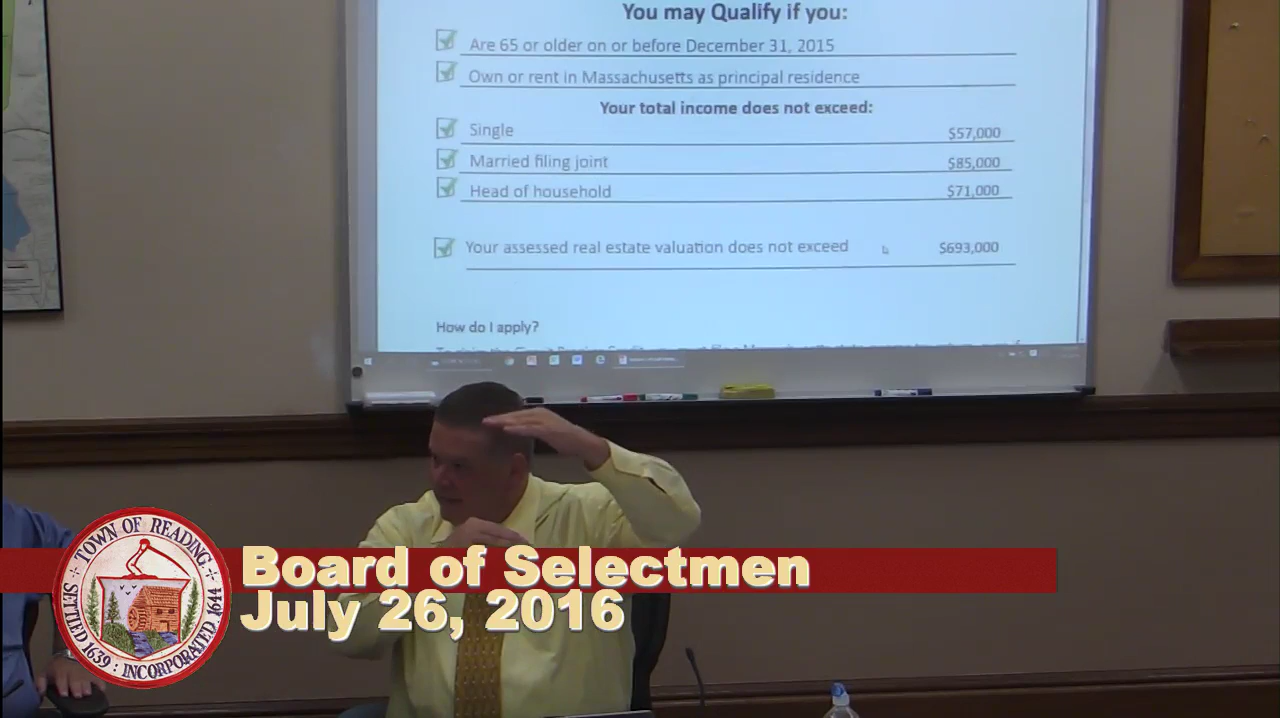 You may Qualify if you:
Are 65 or older on or before December 31, 2015
Own or rent in Massachusetts as principal residence
Your total income does not exceed:
Single $57,000
Married filing joint $85,000
Head of household $71,000
Your assessed real estate valuation does not exceed $693,000
How do I apply?
TOWN OF READING
SETTLED 1639 : INCORPORATED 1644
Board of Selectmen
July 26, 2016